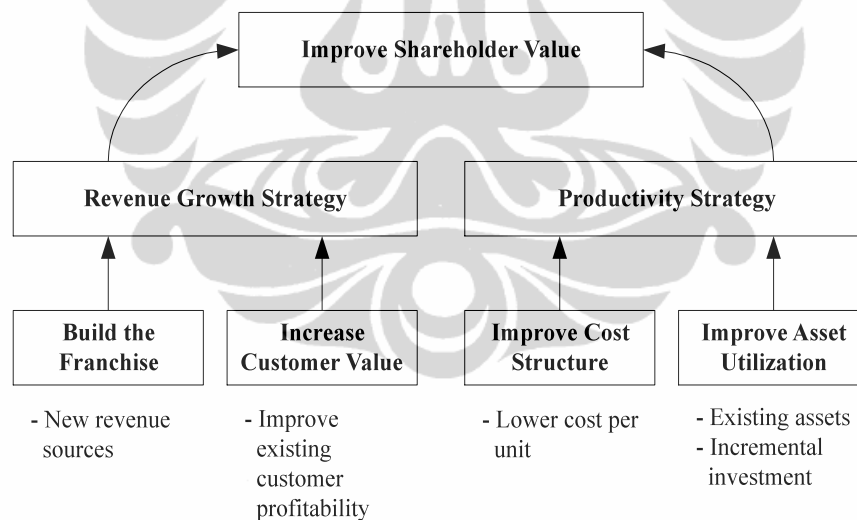 Improve Shareholder Value
Revenue Growth Strategy
Productivity Strategy
Build the
Franchise
Increase
Customer Value
Improve Cost
Structure
Improve Asset
Utilization
- New revenue
sources
- Improve
existing
customer
profitability
- Lower cost per
unit
- Existing assets
- Incremental
investment